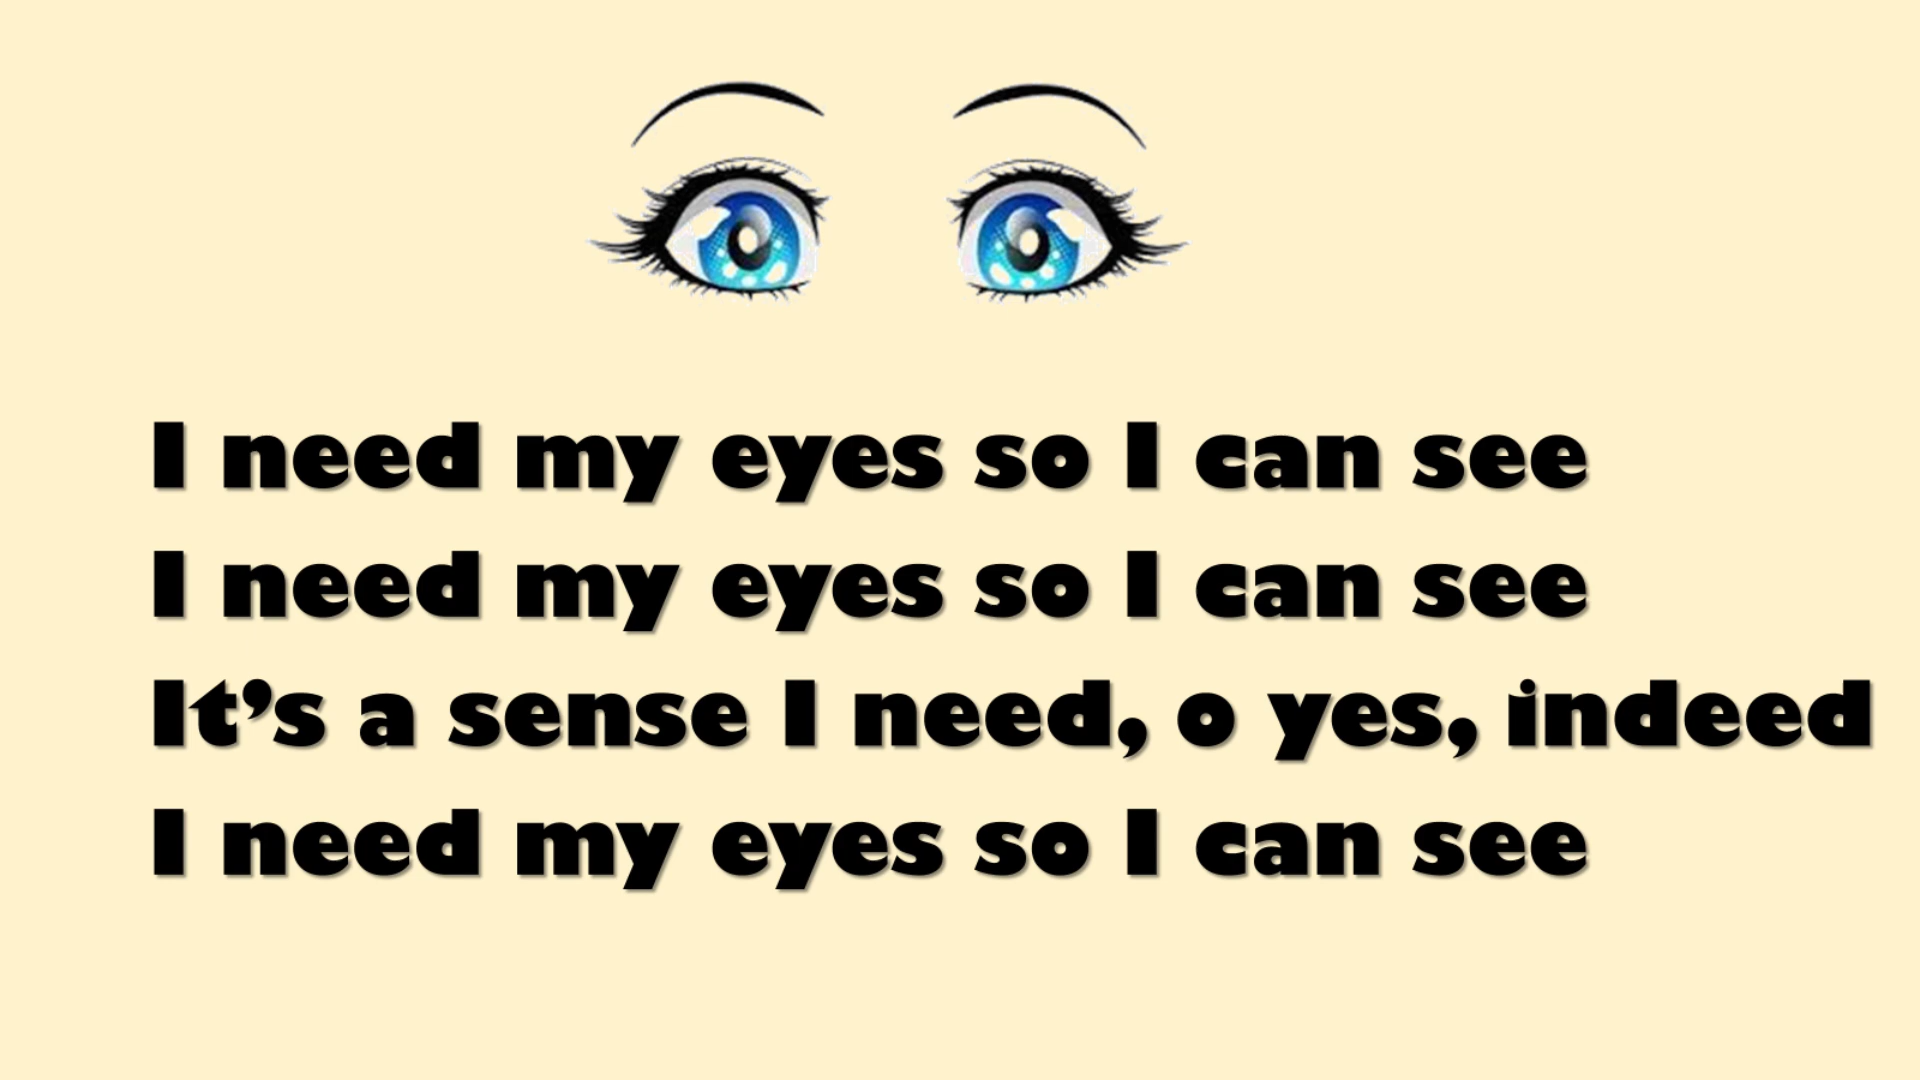 I need my eyes so I can see
I need my eyes so I can see
It’s a sense I need, o yes, indeed
I need my eyes so I can see